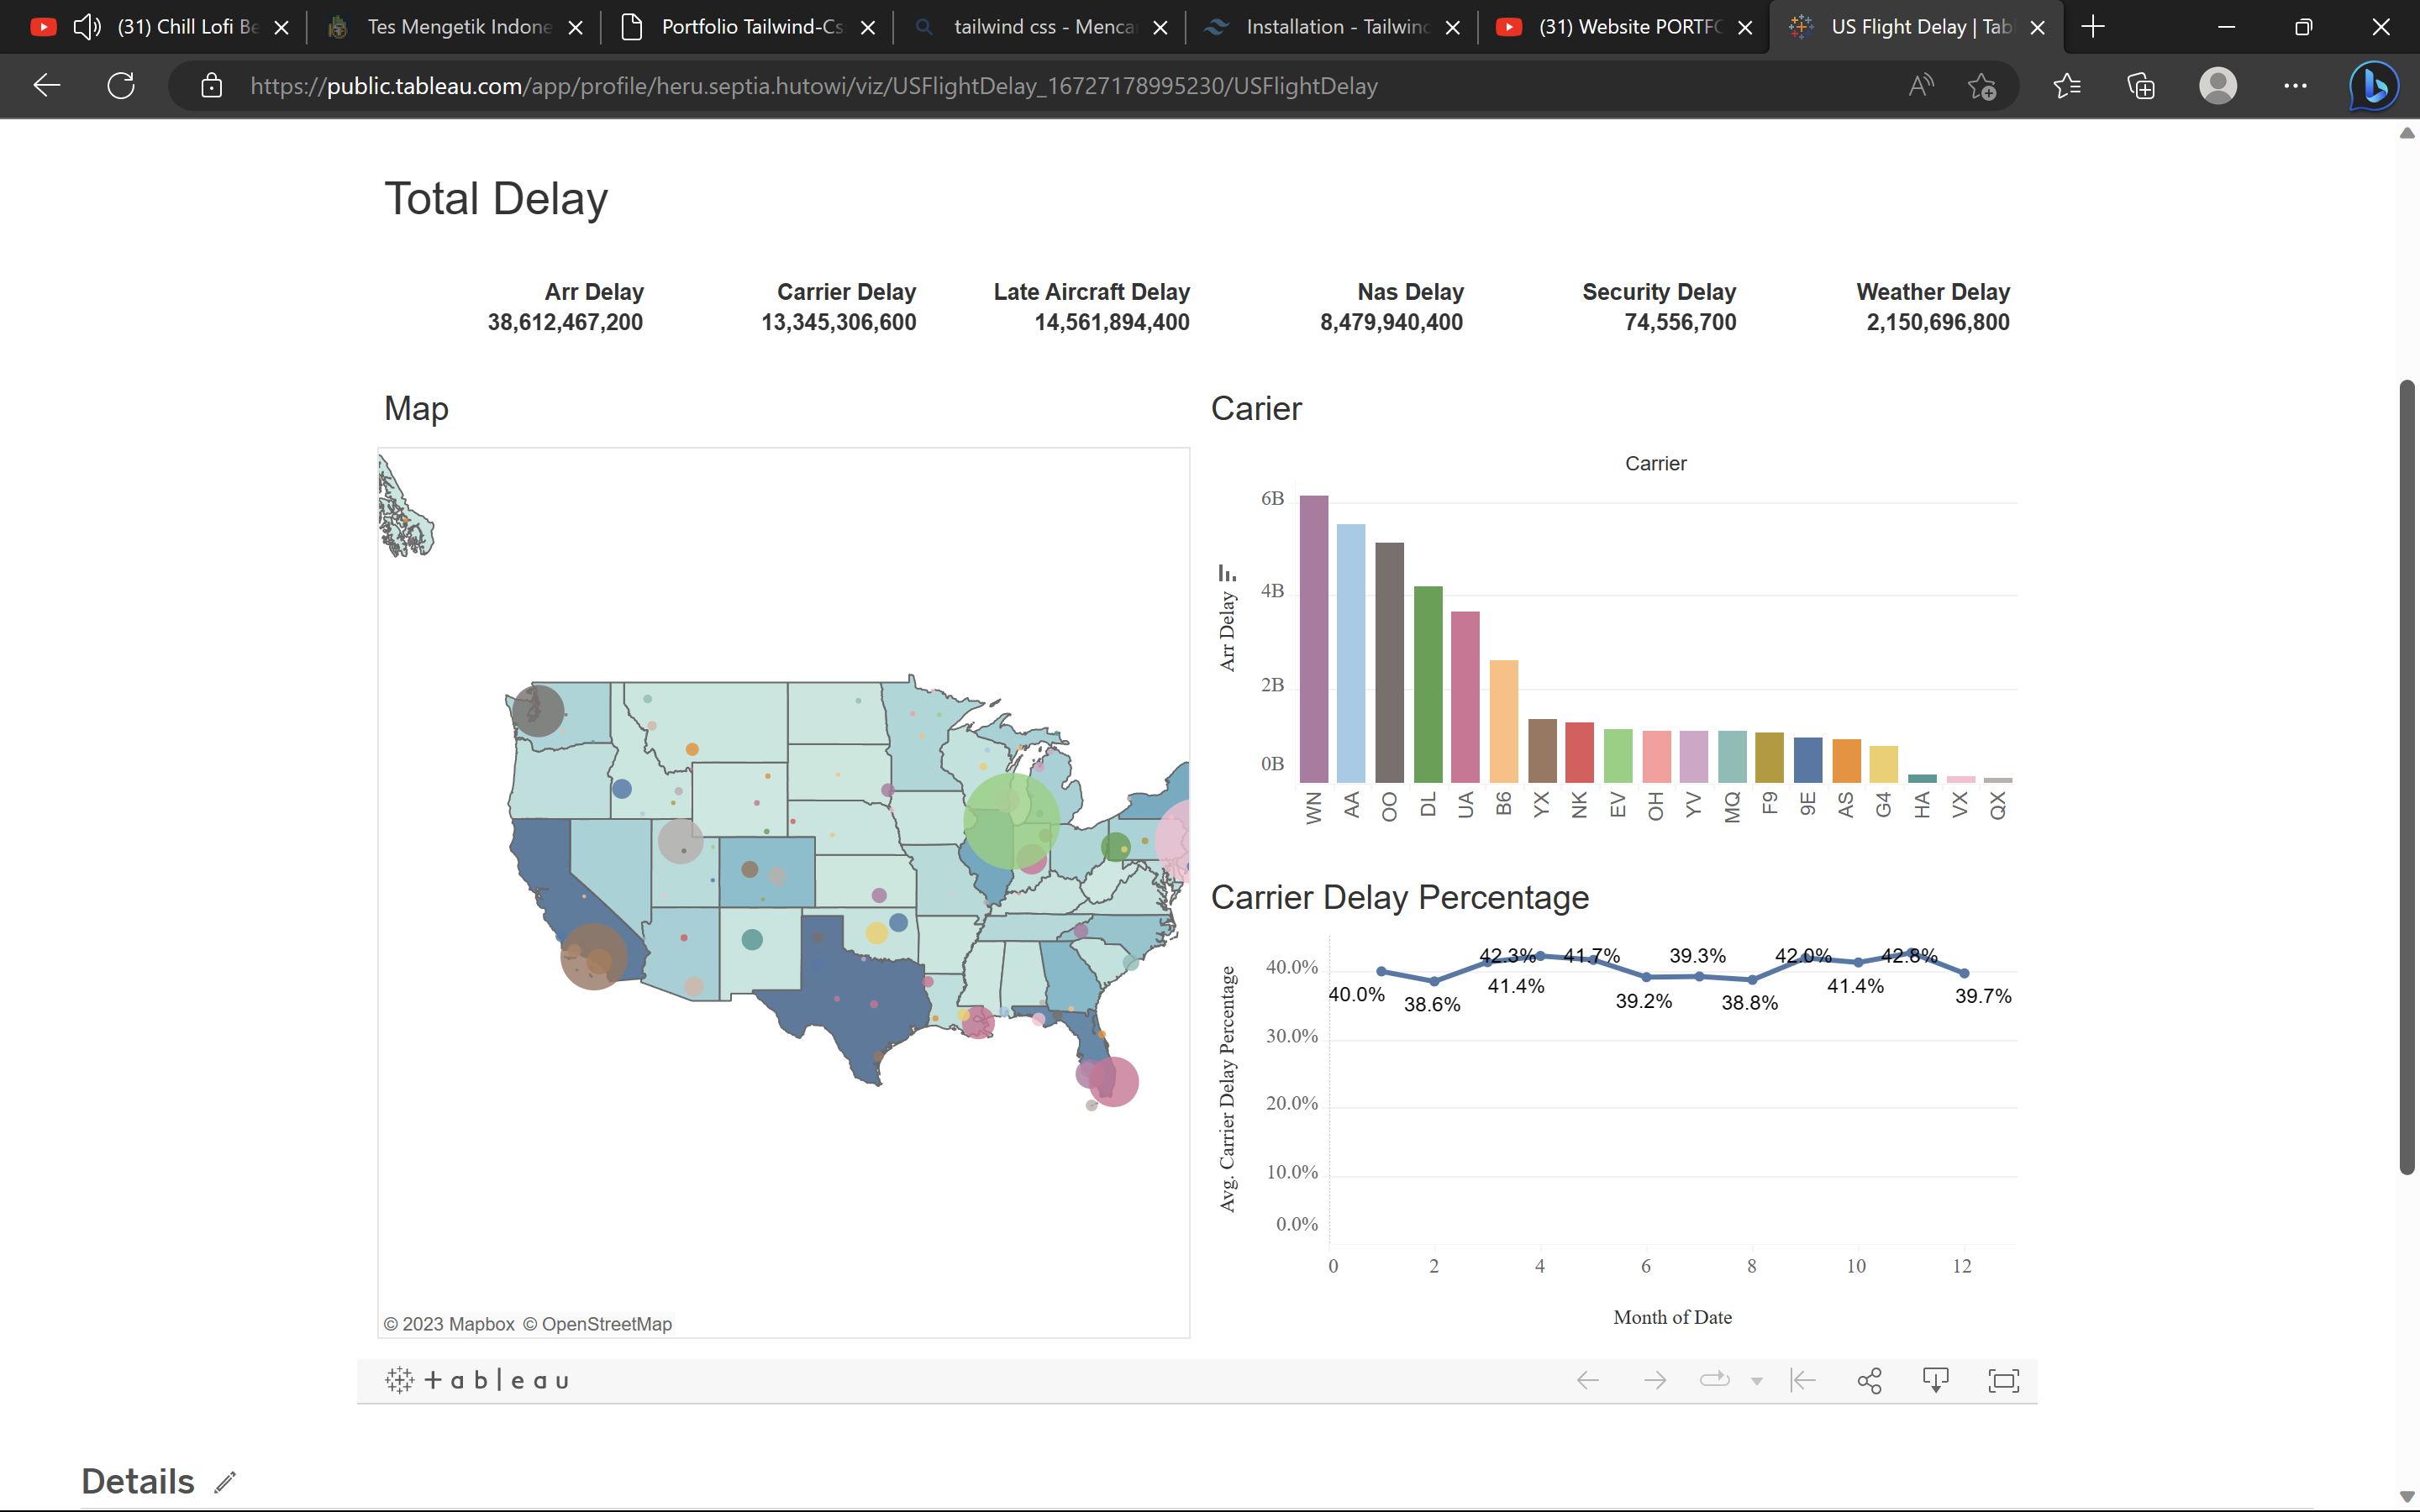 (31) Chill Lofi Be
Tes Mengetik Indone
Portfolio Tailwind-Cs
tailwind css - Menca
Installation - Tailwind
(31) Website PORTFO
US Flight Delay | Tab
https://public.tableau.com/app/profile/heru.septia.hutowi/viz/USFlightDelay_16727178995230/USFlightDelay
Total Delay
Arr Delay Carrier Delay Late Aircraft Delay Nas Delay Security Delay Weather Delay
38,612,467,200 13,345,306,600 14,561,894,400 8,479,940,400 74,556,700 2,150,696,800
Map
© 2023 Mapbox © OpenStreetMap
Carier
Carrier
6B
4B
2B
0B
Arr Delay
WN AA OO DL UA B6 YX NK EV OH YV MQ F9 9E AS G4 HA VX QX
Carrier Delay Percentage
42.3% 41.7% 39.3% 42.0% 42.8%
40.0% 38.6% 41.4% 39.2% 38.8% 41.4% 39.7%
40.0%
30.0%
20.0%
10.0%
0.0%
Avg. Carrier Delay Percentage
0 2 4 6 8 10 12
Month of Date
+ableau
Details